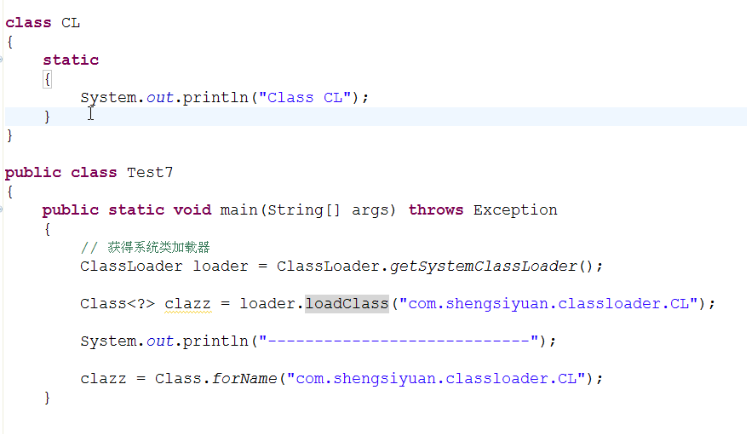 class CL
{
    static
    {
        System.out.println("Class CL");
    }
}
public class Test7
{
    public static void main(String[] args) throws Exception
    {
        // 获得系统类加载器
        ClassLoader loader = ClassLoader.getSystemClassLoader();
        Class<?> clazz = loader.loadClass("com.shengsiyuan.classloader.CL");
        System.out.println("----------------------------");
        clazz = Class.forName("com.shengsiyuan.classloader.CL");
    }